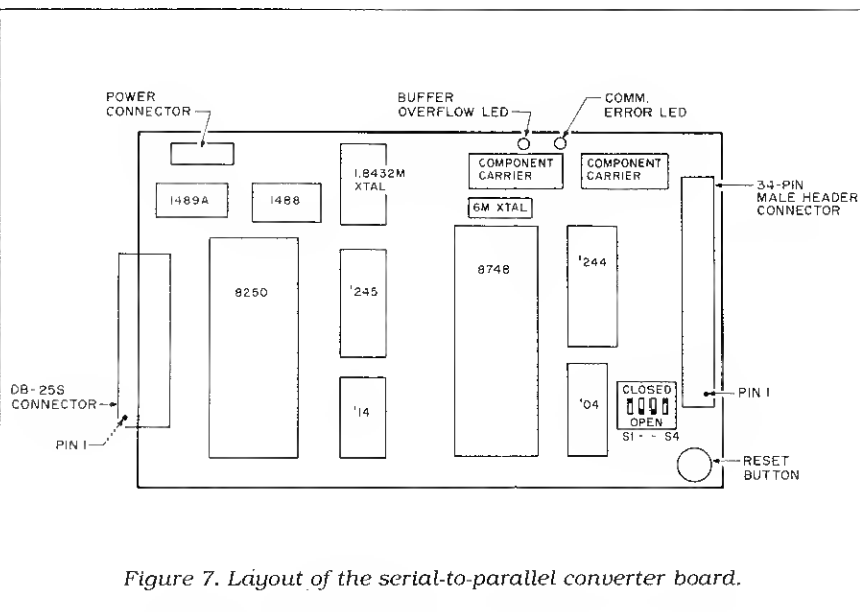 POWER
CONNECTOR
BUFFER
OVERFLOW LED
COMM.
ERROR LED
1.8432M
XTAL
COMPONENT
CARRIER
COMPONENT
CARRIER
34-PIN
MALE HEADER
CONNECTOR
1489A
1488
6M XTAL
8250
'245
8748
'244
DB-25S
CONNECTOR
PIN 1
'14
'04
CLOSED
OPEN
S1 - - S4
PIN 1
RESET
BUTTON
Figure 7. Layout of the serial-to-parallel converter board.